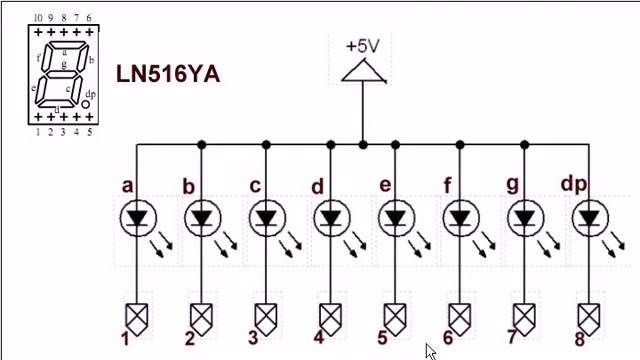 10 9 8 7 6
a
f
b
g
e
c
dp
d
1 2 3 4 5
LN516YA
+5V
a b c d e f g dp
1 2 3 4 5 6 7 8